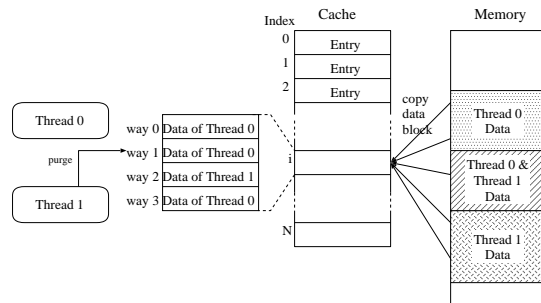 Index
Cache
Memory
0
Entry
1
Entry
2
Entry
copy
data
block
Thread 0
Data
Thread 0
way 0 Data of Thread 0
purge
way 1 Data of Thread 0
i
Thread 0 &
Thread 1
Data
way 2 Data of Thread 1
Thread 1
way 3 Data of Thread 0
N
Thread 1
Data